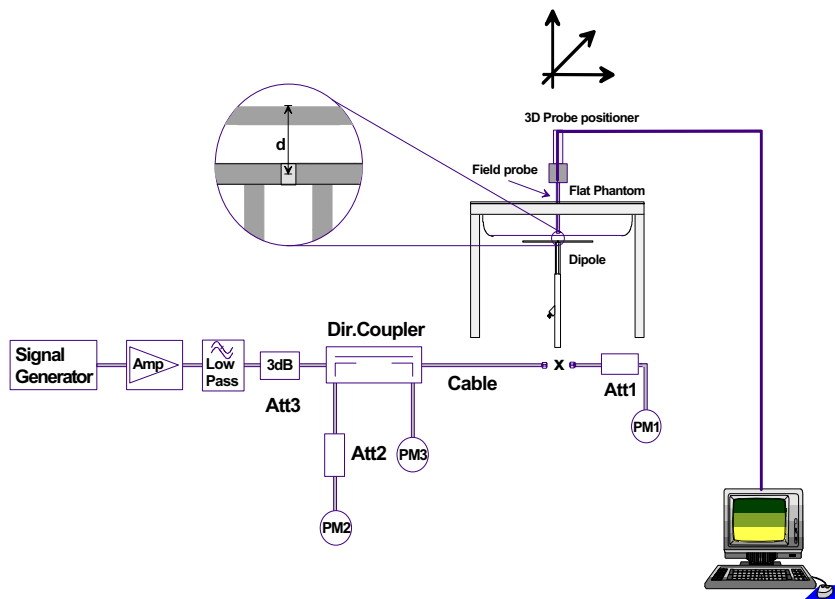 3D Probe positioner
d
Field probe
Flat Phantom
Dipole
Dir.Coupler
Signal
Generator
Amp
Low
Pass
3dB
x
Cable
Att1
Att3
PM1
Att2
PM3
PM2